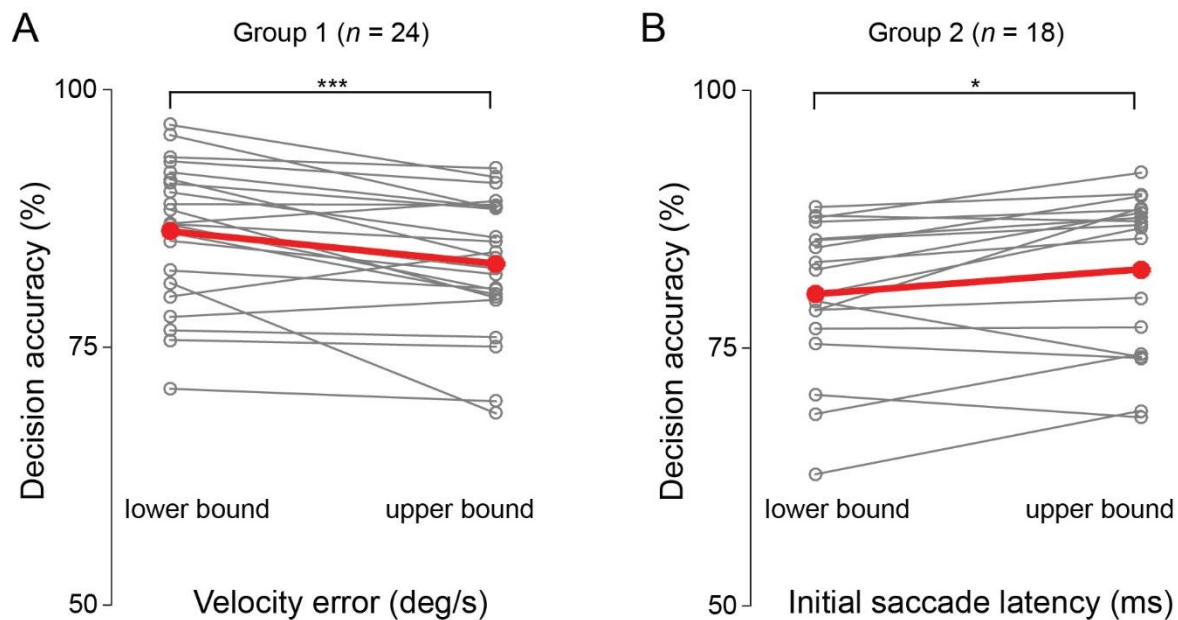 A
Group 1 (n = 24)
***
100
75
50
Decision accuracy (%)
lower bound
upper bound
Velocity error (deg/s)
B
Group 2 (n = 18)
*
100
75
50
Decision accuracy (%)
lower bound
upper bound
Initial saccade latency (ms)